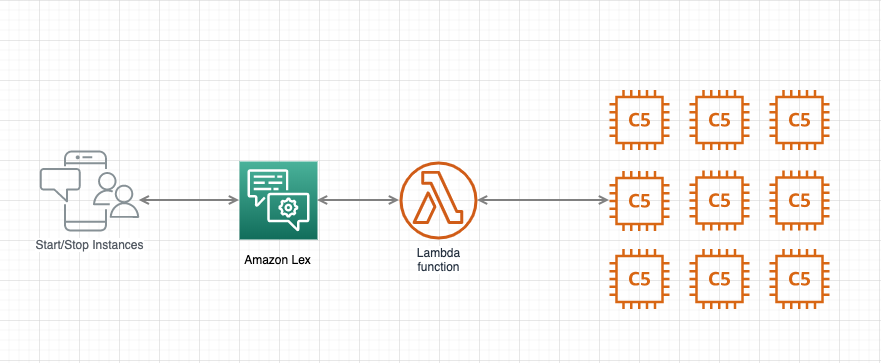 C5 C5 C5
C5 C5 C5
Start/Stop Instances
Amazon Lex
Lambda
function
C5 C5 C5